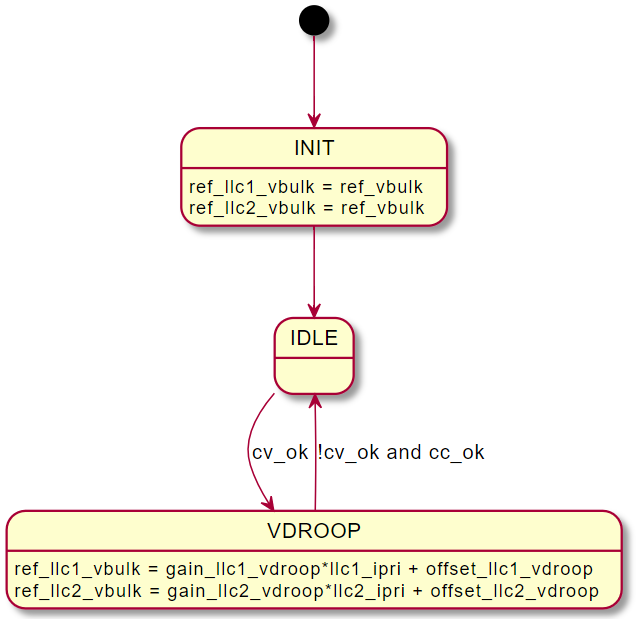 INIT
ref_llc1_vbulk = ref_vbulk
ref_llc2_vbulk = ref_vbulk
IDLE
cv_ok
!cv_ok and cc_ok
VDROOP
ref_llc1_vbulk = gain_llc1_vdroop*llc1_ipri + offset_llc1_vdroop
ref_llc2_vbulk = gain_llc2_vdroop*llc2_ipri + offset_llc2_vdroop